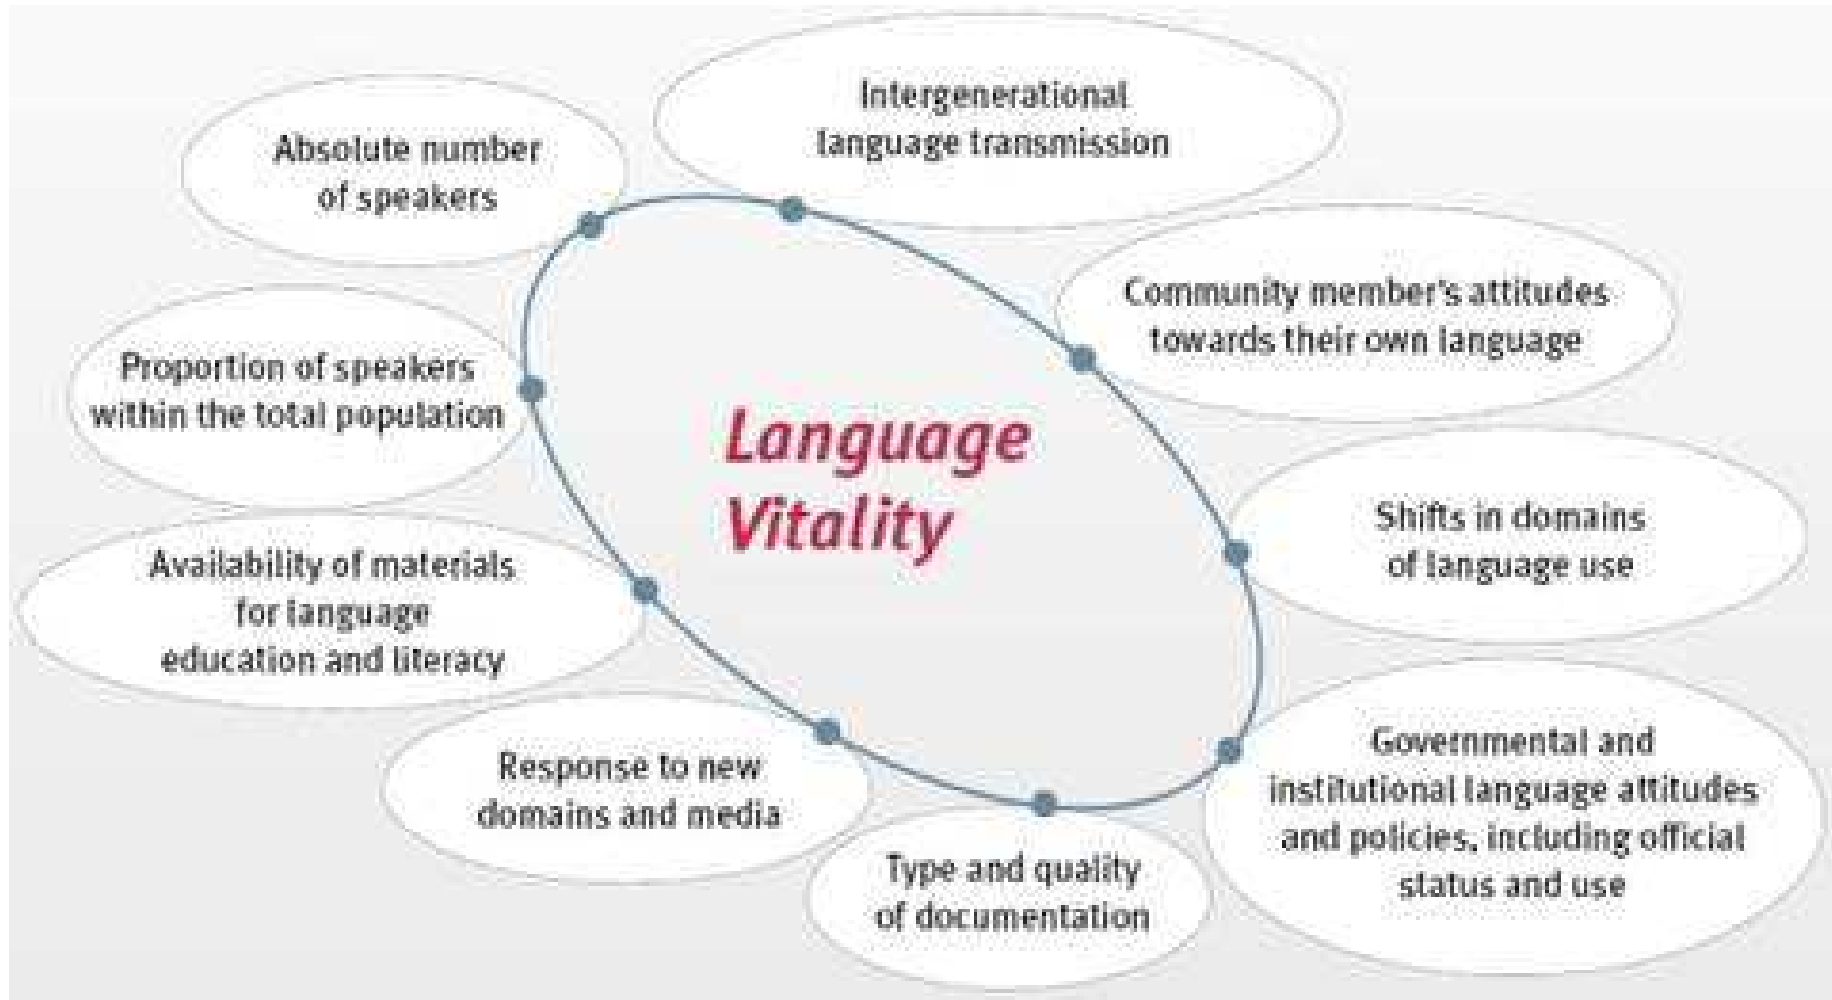 Intergenerational
language transmission
Absolute number
of speakers
Community member's attitudes
towards their own language
Proportion of speakers
within the total population
Language
Vitality
Shifts in domains
of language use
Availability of materials
for language
education and literacy
Governmental and
institutional language attitudes
and policies, including official
status and use
Response to new
domains and media
Type and quality
of documentation